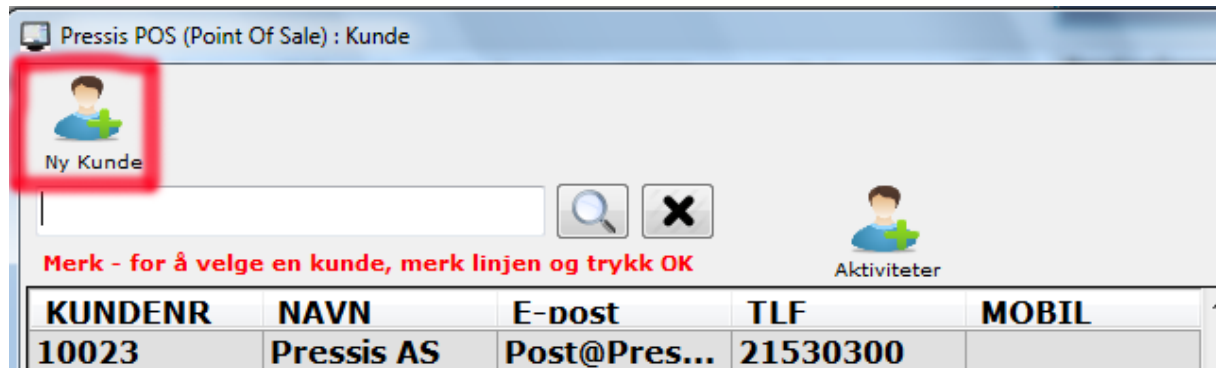 Pressis POS (Point Of Sale) : Kunde
Ny Kunde
Merk - for å velge en kunde, merk linjen og trykk OK
Aktiviteter
KUNDENR NAVN E-post TLF MOBIL
10023 Pressis AS Post@Pres... 21530300